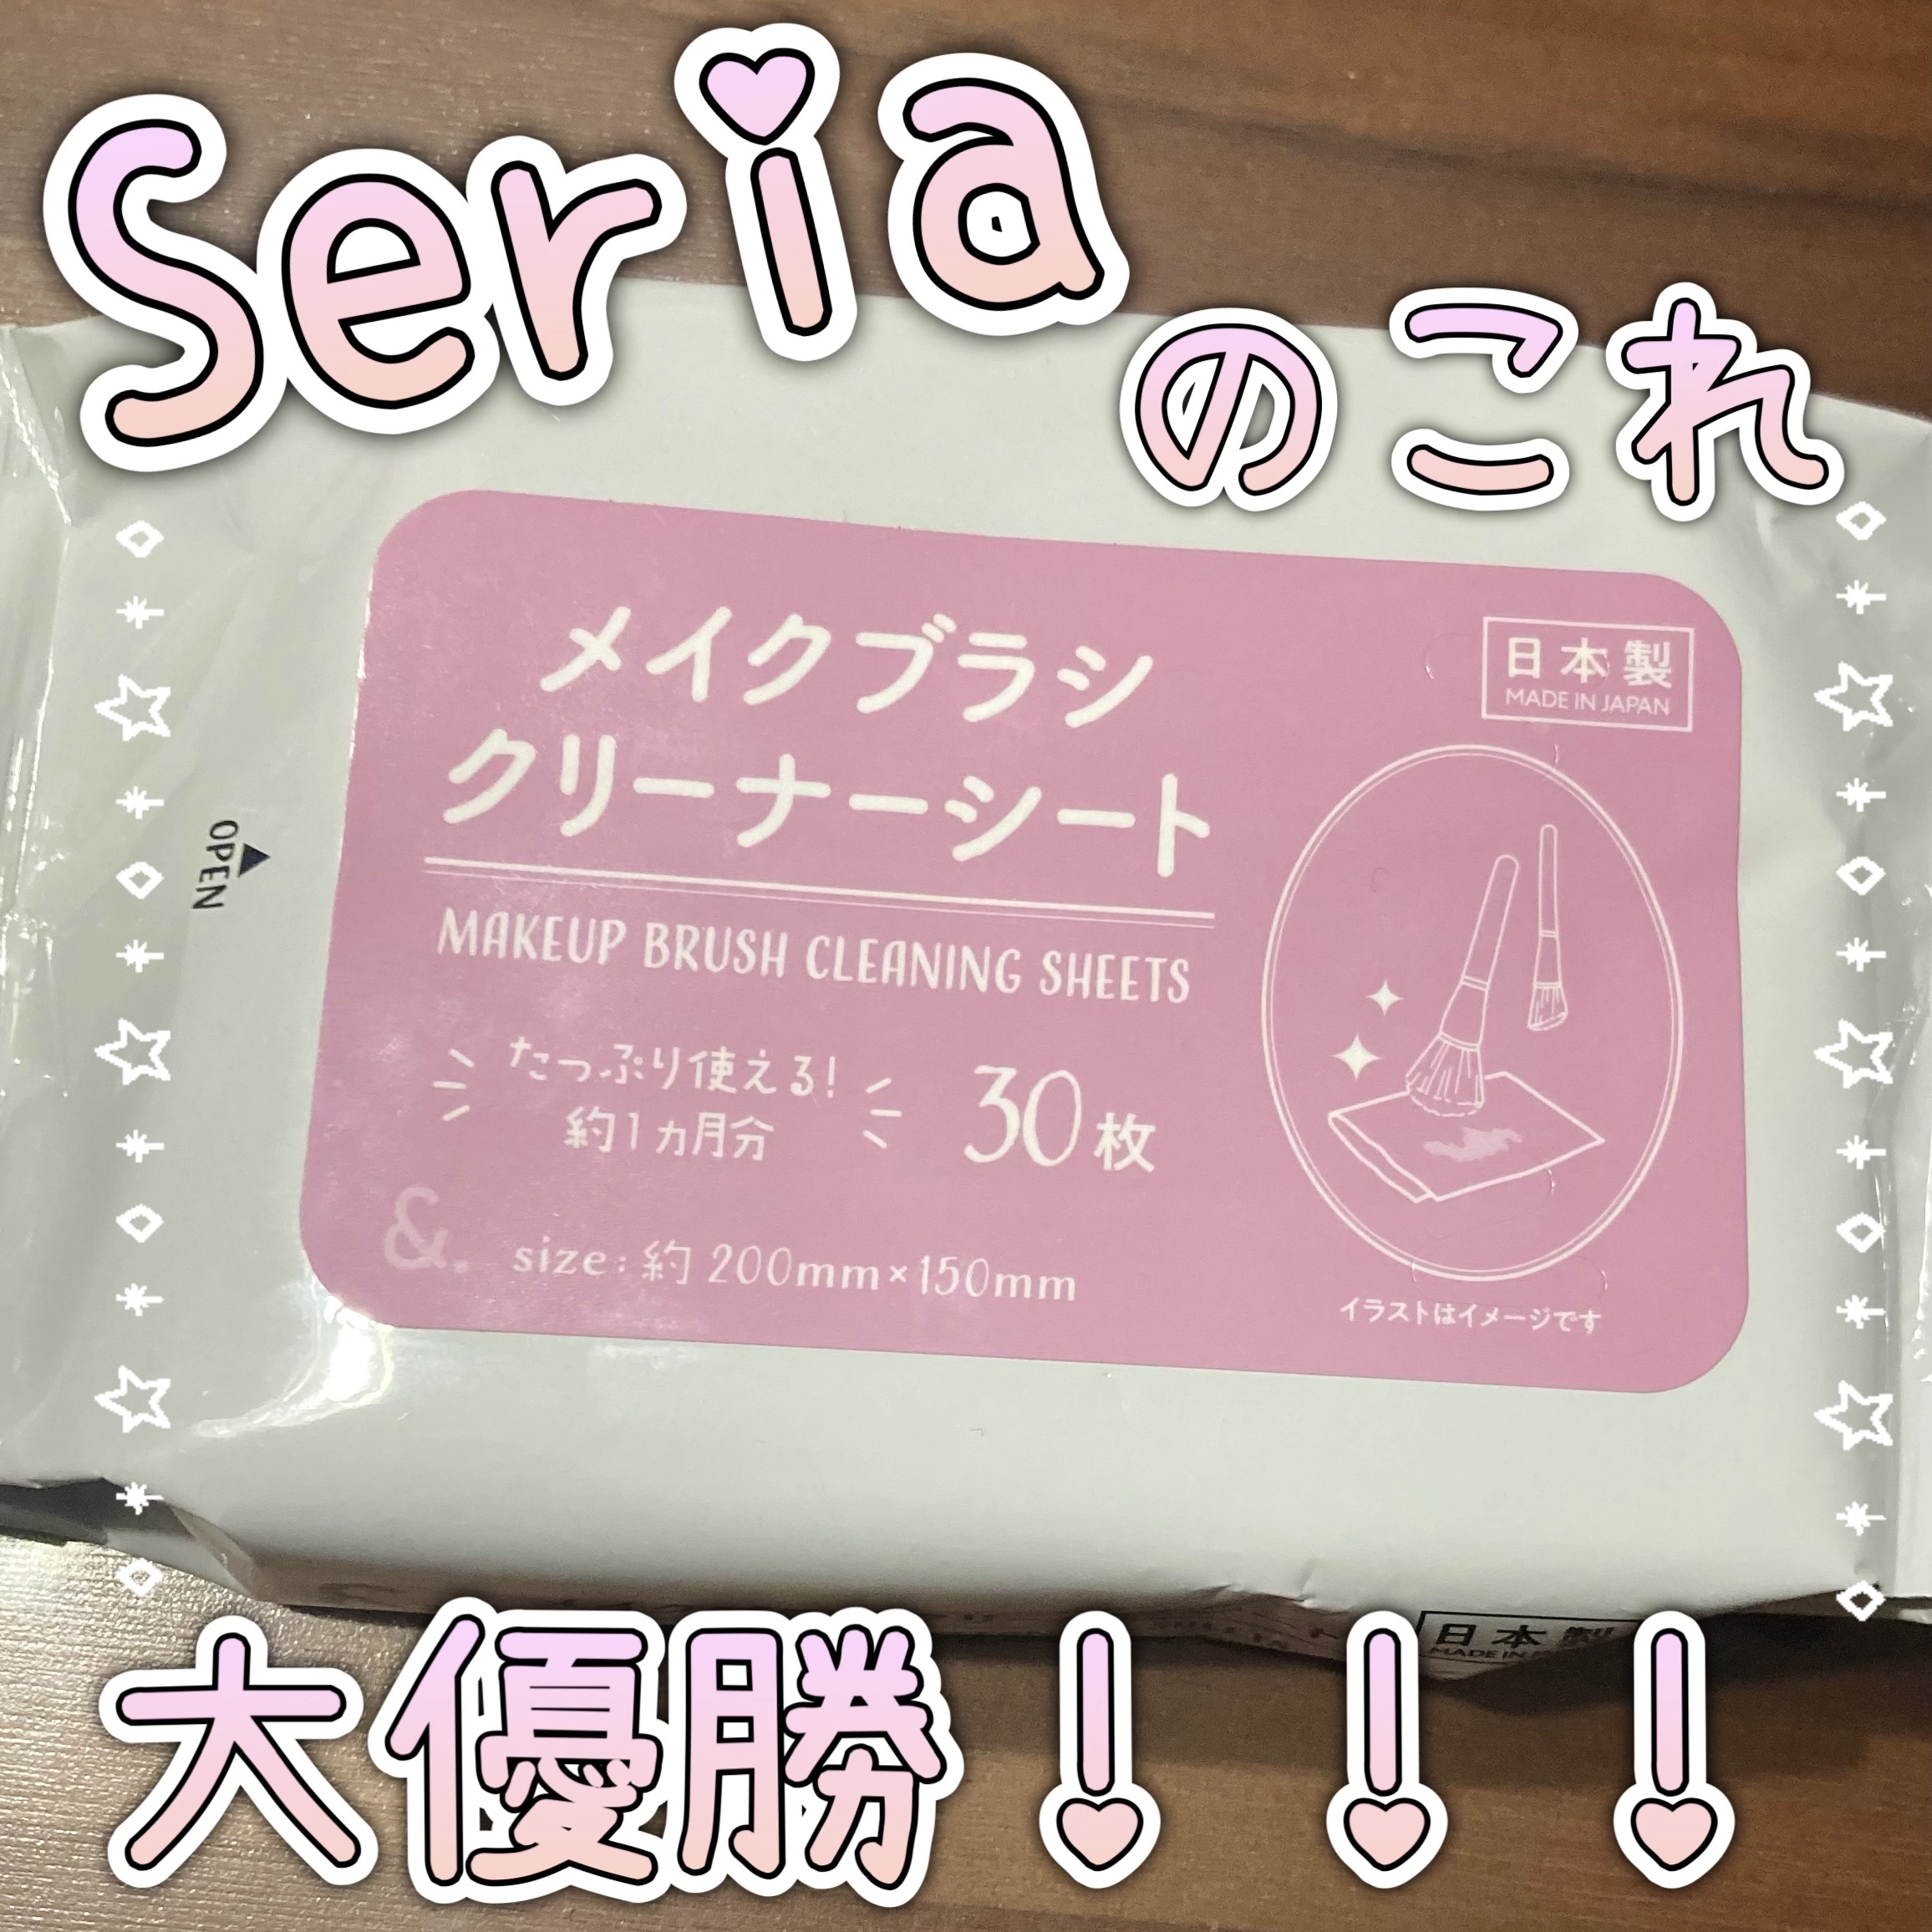 Seria
のこれ
メイクブラシ
クリーナーシート
MAKEUP BRUSH CLEANING SHEETS
たっぷり使える!
約1ヵ月分
30枚
&.
size:約 200mm×150mm
日本製
MADE IN JAPAN
イラストはイメージです
OPEN
日本製
MADE IN
大優勝!!!